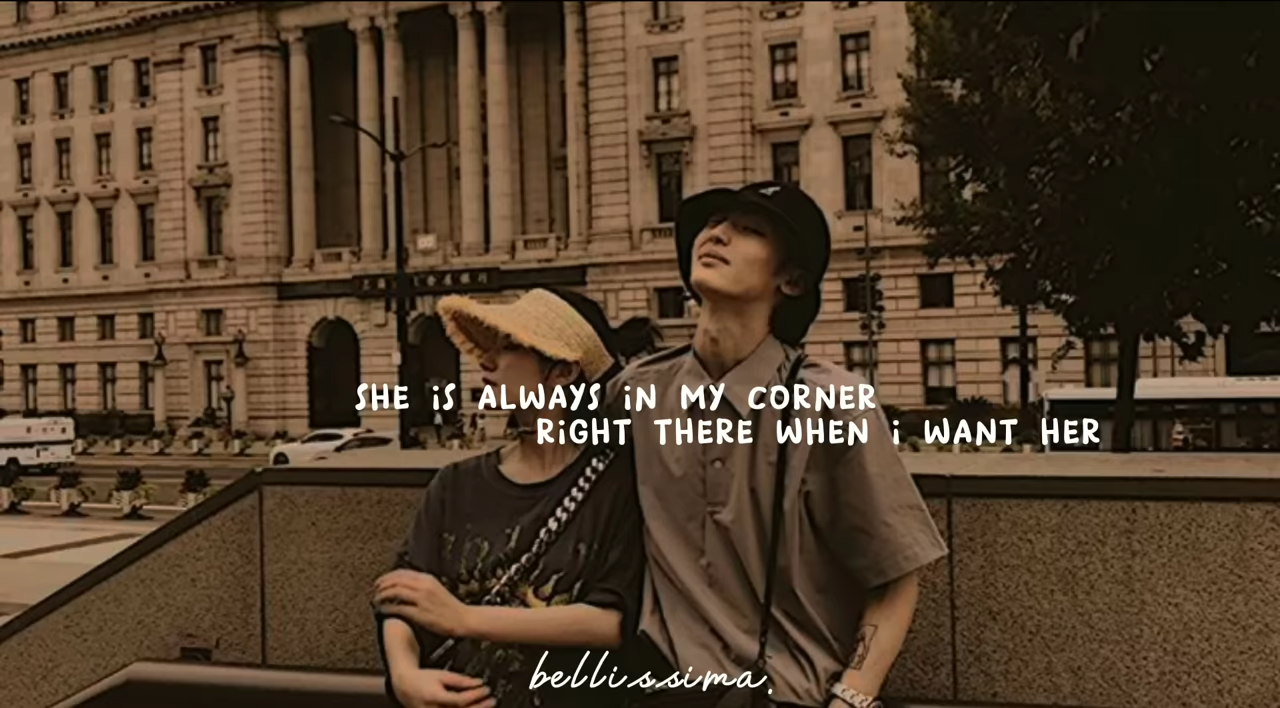 SHE iS ALWAYS iN MY CORNER
RiGHT THERE WHEN i WANT HER
bellissima.